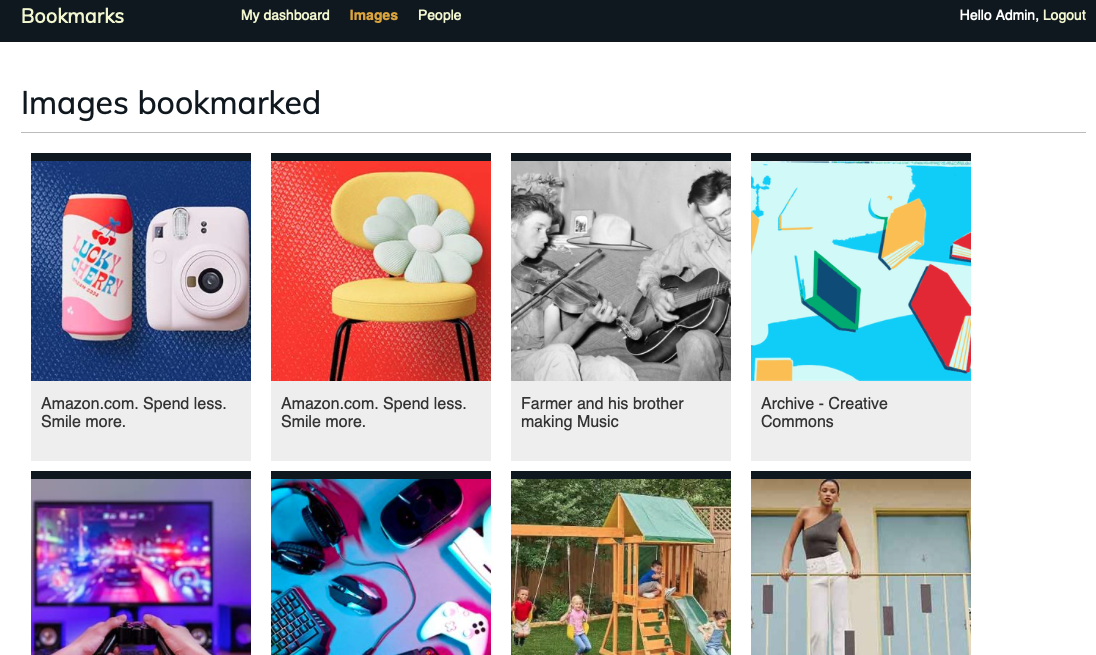 Bookmarks
My dashboard Images People
Hello Admin, Logout
Images bookmarked
LUCKY
CHERRY
Amazon.com. Spend less.
Smile more.
Amazon.com. Spend less.
Smile more.
Farmer and his brother
making Music
Archive - Creative
Commons